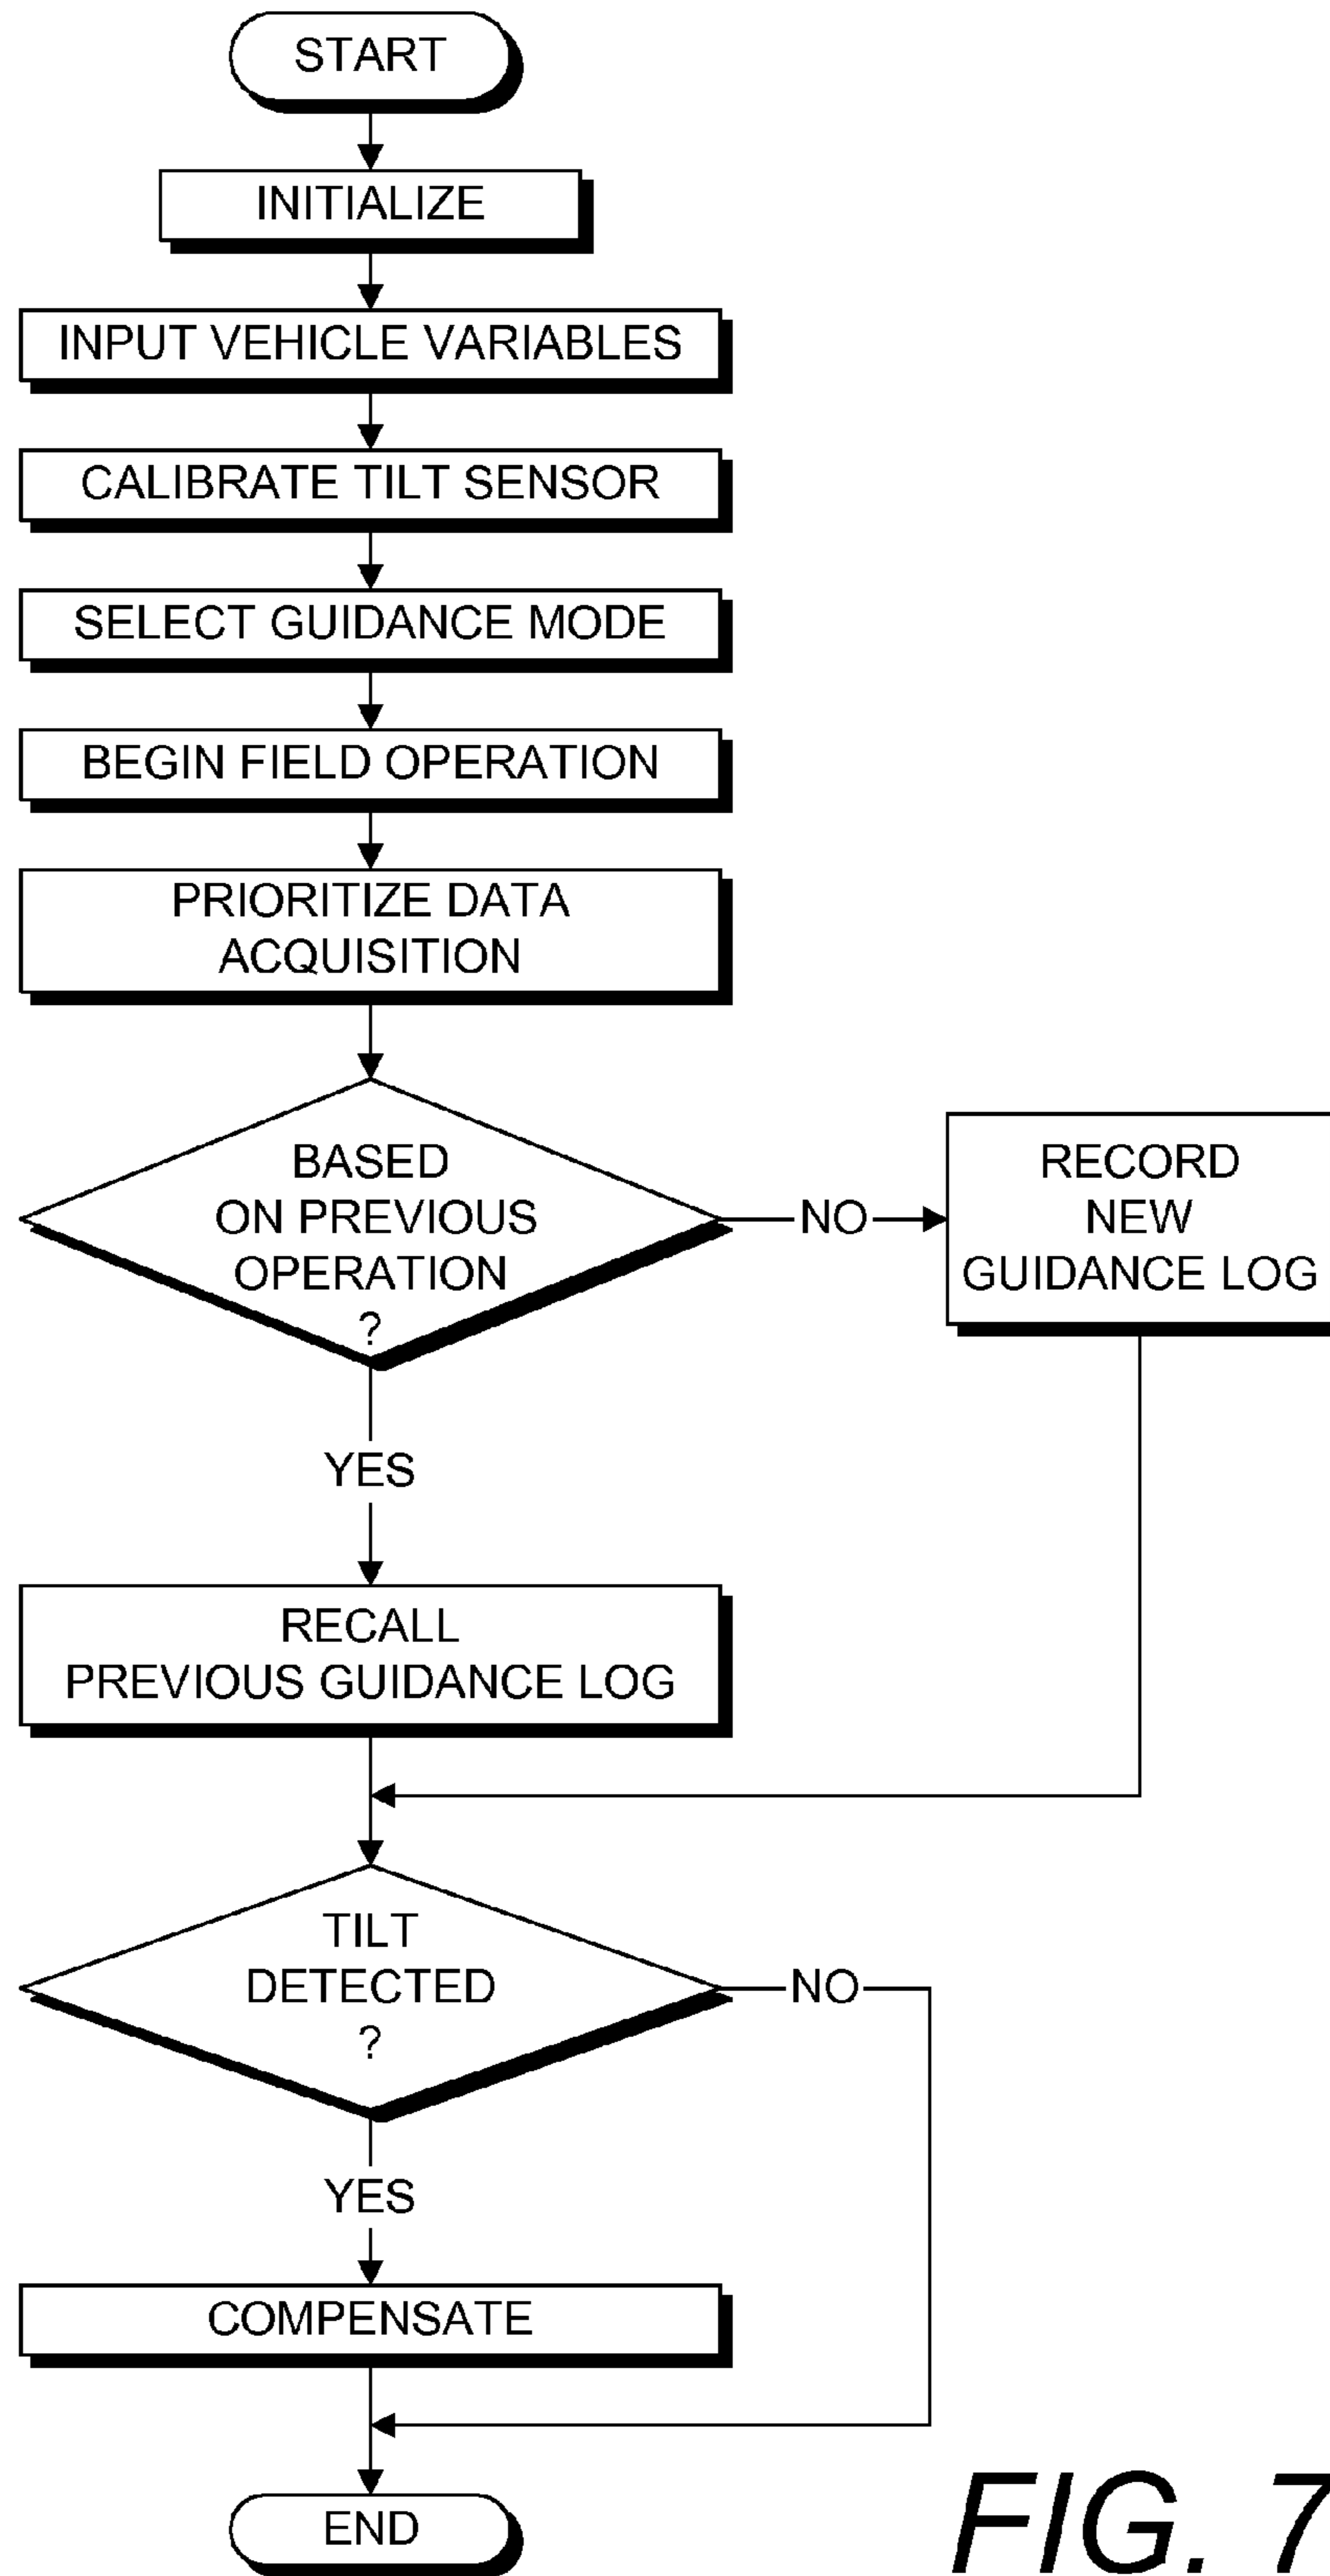 START
INITIALIZE
INPUT VEHICLE VARIABLES
CALIBRATE TILT SENSOR
SELECT GUIDANCE MODE
BEGIN FIELD OPERATION
PRIORITIZE DATA
ACQUISITION
BASED
ON PREVIOUS
OPERATION
?
NO
RECORD
NEW
GUIDANCE LOG
YES
RECALL
PREVIOUS GUIDANCE LOG
TILT
DETECTED
?
NO
YES
COMPENSATE
END
FIG. 7